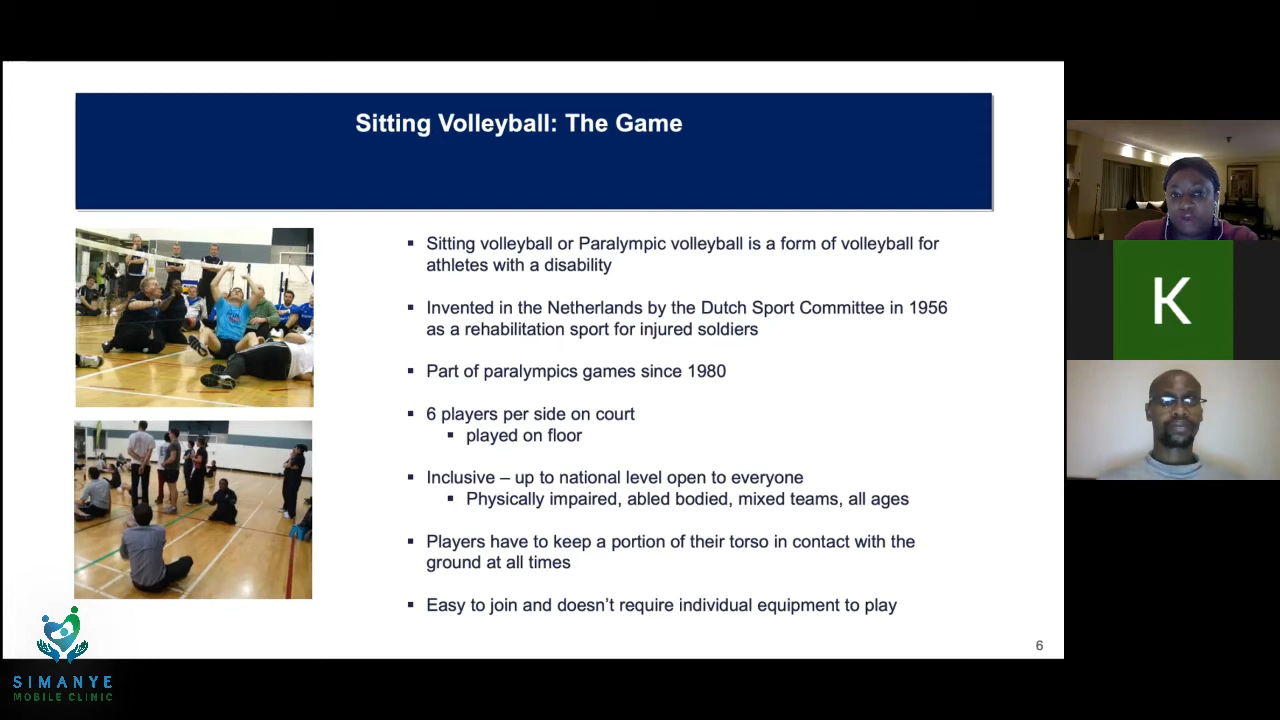 Sitting Volleyball: The Game
▪ Sitting volleyball or Paralympic volleyball is a form of volleyball for
athletes with a disability
▪ Invented in the Netherlands by the Dutch Sport Committee in 1956
as a rehabilitation sport for injured soldiers
▪ Part of paralympics games since 1980
▪ 6 players per side on court
▪ played on floor
▪ Inclusive – up to national level open to everyone
▪ Physically impaired, abled bodied, mixed teams, all ages
▪ Players have to keep a portion of their torso in contact with the
ground at all times
▪ Easy to join and doesn’t require individual equipment to play
6
K
SIMANYE
MOBILE CLINIC